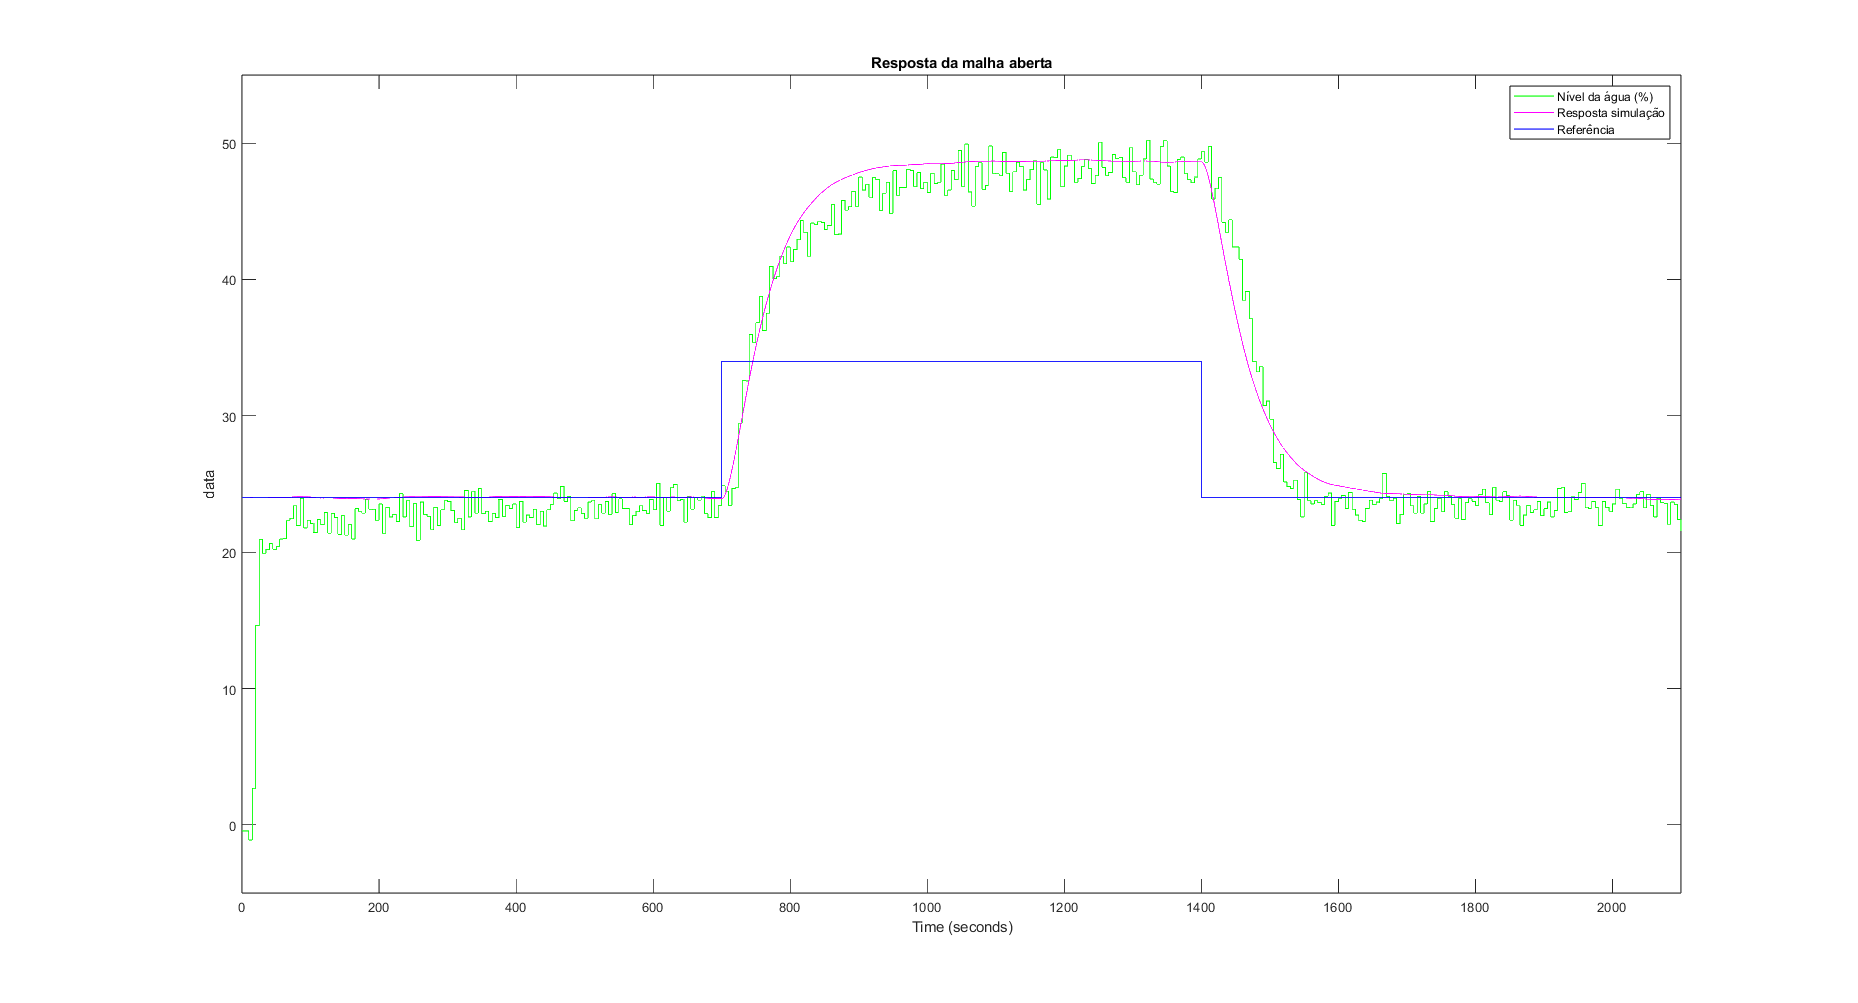 Resposta da malha aberta
Nível da água (%)
Resposta simulação
Referência
data
50
40
30
20
10
0
0 200 400 600 800 1000 1200 1400 1600 1800 2000
Time (seconds)